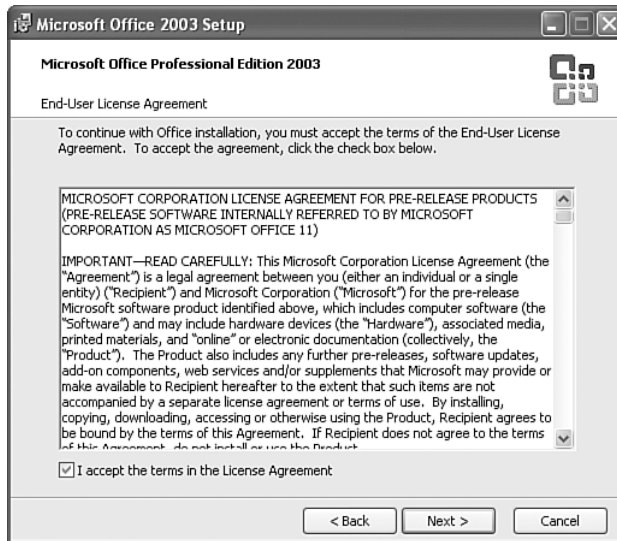 Microsoft Office 2003 Setup
Microsoft Office Professional Edition 2003
End-User License Agreement
To continue with Office installation, you must accept the terms of the End-User License
Agreement.  To accept the agreement, click the check box below.
MICROSOFT CORPORATION LICENSE AGREEMENT FOR PRE-RELEASE PRODUCTS
(PRE-RELEASE SOFTWARE INTERNALLY REFERRED TO BY MICROSOFT
CORPORATION AS MICROSOFT OFFICE 11)
IMPORTANT—READ CAREFULLY: This Microsoft Corporation License Agreement (the
"Agreement") is a legal agreement between you (either an individual or a single
entity) ("Recipient") and Microsoft Corporation ("Microsoft") for the pre-release
Microsoft software product identified above, which includes computer software (the
"Software") and may include hardware devices (the "Hardware"), associated media,
printed materials, and "online" or electronic documentation (collectively, the
"Product").  The Product also includes any further pre-releases, software updates,
add-on components, web services and/or supplements that Microsoft may provide or
make available to Recipient hereafter to the extent that such items are not
accompanied by a separate license agreement or terms of use.  By installing,
copying, downloading, accessing or otherwise using the Product, Recipient agrees to
be bound by the terms of this Agreement.  If Recipient does not agree to the terms
of this Agreement, do not install or use the Product
I accept the terms in the License Agreement
< Back
Next >
Cancel